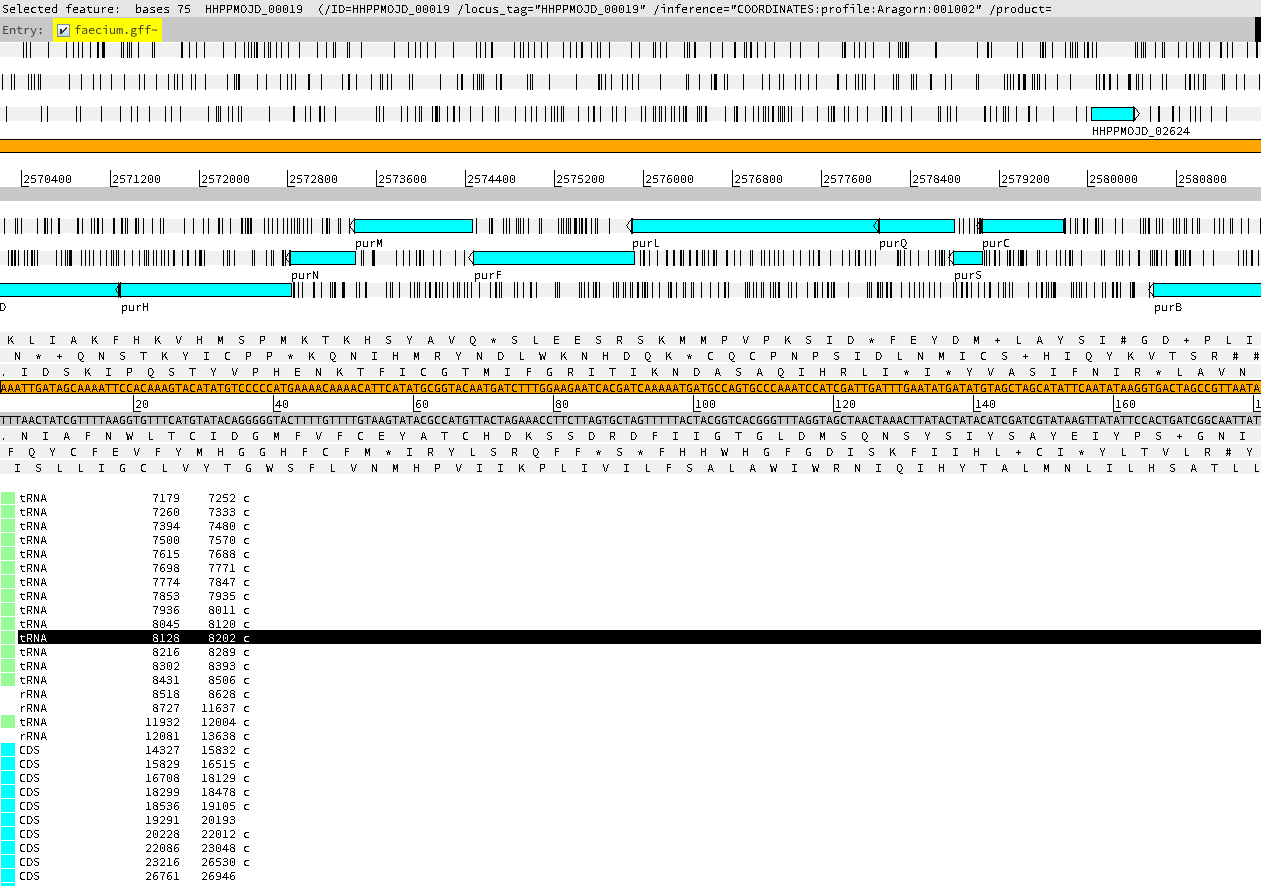 Selected feature:  bases 75  HHPPMOJD_00019  (/ID=HHPPMOJD_00019 /locus_tag="HHPPMOJD_00019" /inference="COORDINATES:profile:Aragorn:001002" /product=
Entry: faecium.gff~
HHPPMOJD_02624
2570400 2571200 2572000 2572800 2573600 2574400 2575200 2576000 2576800 2577600 2578400 2579200 2580000 2580800
purM purL purQ purC
purN purF purS
D purH purB
K L I A K F H K V H M S P M K T K H S Y A V Q * S L E E S R S K M M P V P K S I D * F E Y D M + L A Y S I # G D + P L I
N * + Q N S T K Y I C P P * K Q N I H M R Y N D L W K N H D Q K * C Q C P N P S I D L N M I C S + H I Q Y K V T S R # #
. I D S K I P Q S T Y V P H E N K T F I C G T M I F G R I T I K N D A S A Q I H R L I * I * Y V A S I F N I R * L A V N
20 40 60 80 100 120 140 160 1
. N I A F N W L T C I D G M F V F C E Y A T C H D K S S D R D F I I G T G L D M S Q N S Y S I Y S A Y E I Y P S + G N I
F Q Y C F E V F Y M H G G H F C F M * I R Y L S R Q F F * S * F H H W H G F G D I S K F I I H L + C I * Y L T V L R # Y
I S L L I G C L V Y T G W S F L V N M H P V I I K P L I V I L F S A L A W I W R N I Q I H Y T A L M N L I L H S A T L L
tRNA 7179 7252 c
tRNA 7260 7333 c
tRNA 7394 7480 c
tRNA 7500 7570 c
tRNA 7615 7688 c
tRNA 7698 7771 c
tRNA 7774 7847 c
tRNA 7853 7935 c
tRNA 7936 8011 c
tRNA 8045 8120 c
tRNA 8128 8202 c
tRNA 8216 8289 c
tRNA 8302 8393 c
tRNA 8431 8506 c
rRNA 8518 8628 c
rRNA 8727 11637 c
tRNA 11932 12004 c
rRNA 12081 13638 c
CDS 14327 15832 c
CDS 15829 16515 c
CDS 16708 18129 c
CDS 18299 18478 c
CDS 18536 19105 c
CDS 19291 20193
CDS 20228 22012 c
CDS 22086 23048 c
CDS 23216 26530 c
CDS 26761 26946